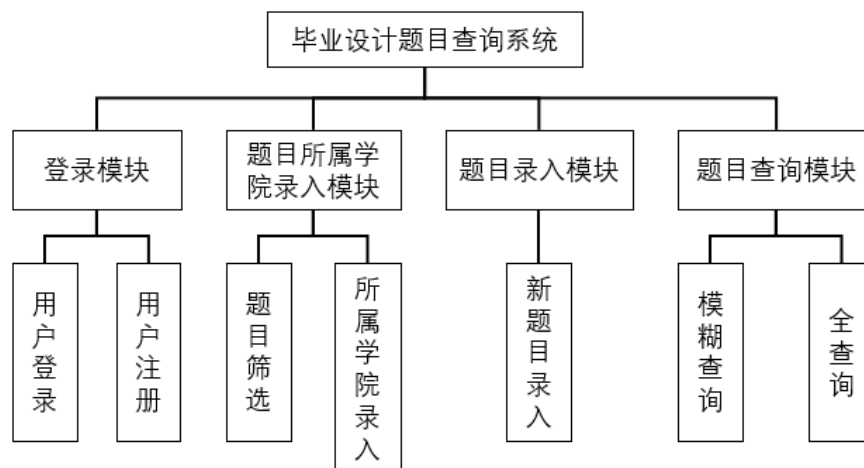 毕业设计题目查询系统
登录模块
题目所属学
院录入模块
题目录入模块
题目查询模块
用户登录
用户注册
题目筛选
所属学院录入
新题目录入
模糊查询
全查询